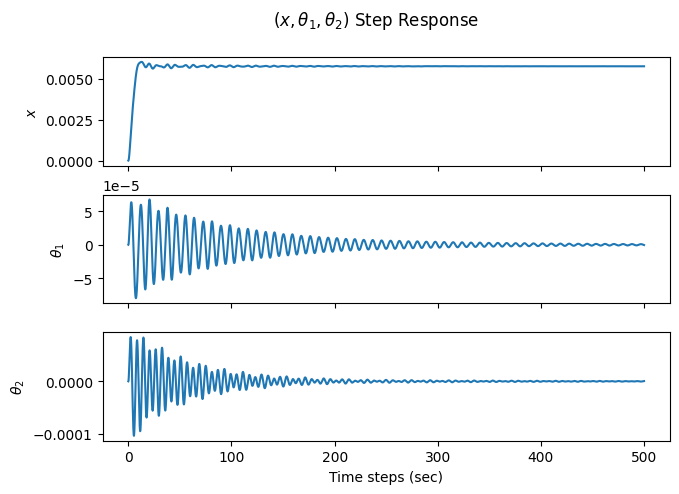 (x, θ₁, θ₂) Step Response
0.0050
0.0025
0.0000
x
1e−5
5
0
−5
θ₁
0.0000
−0.0001
θ₂
0 100 200 300 400 500
Time steps (sec)